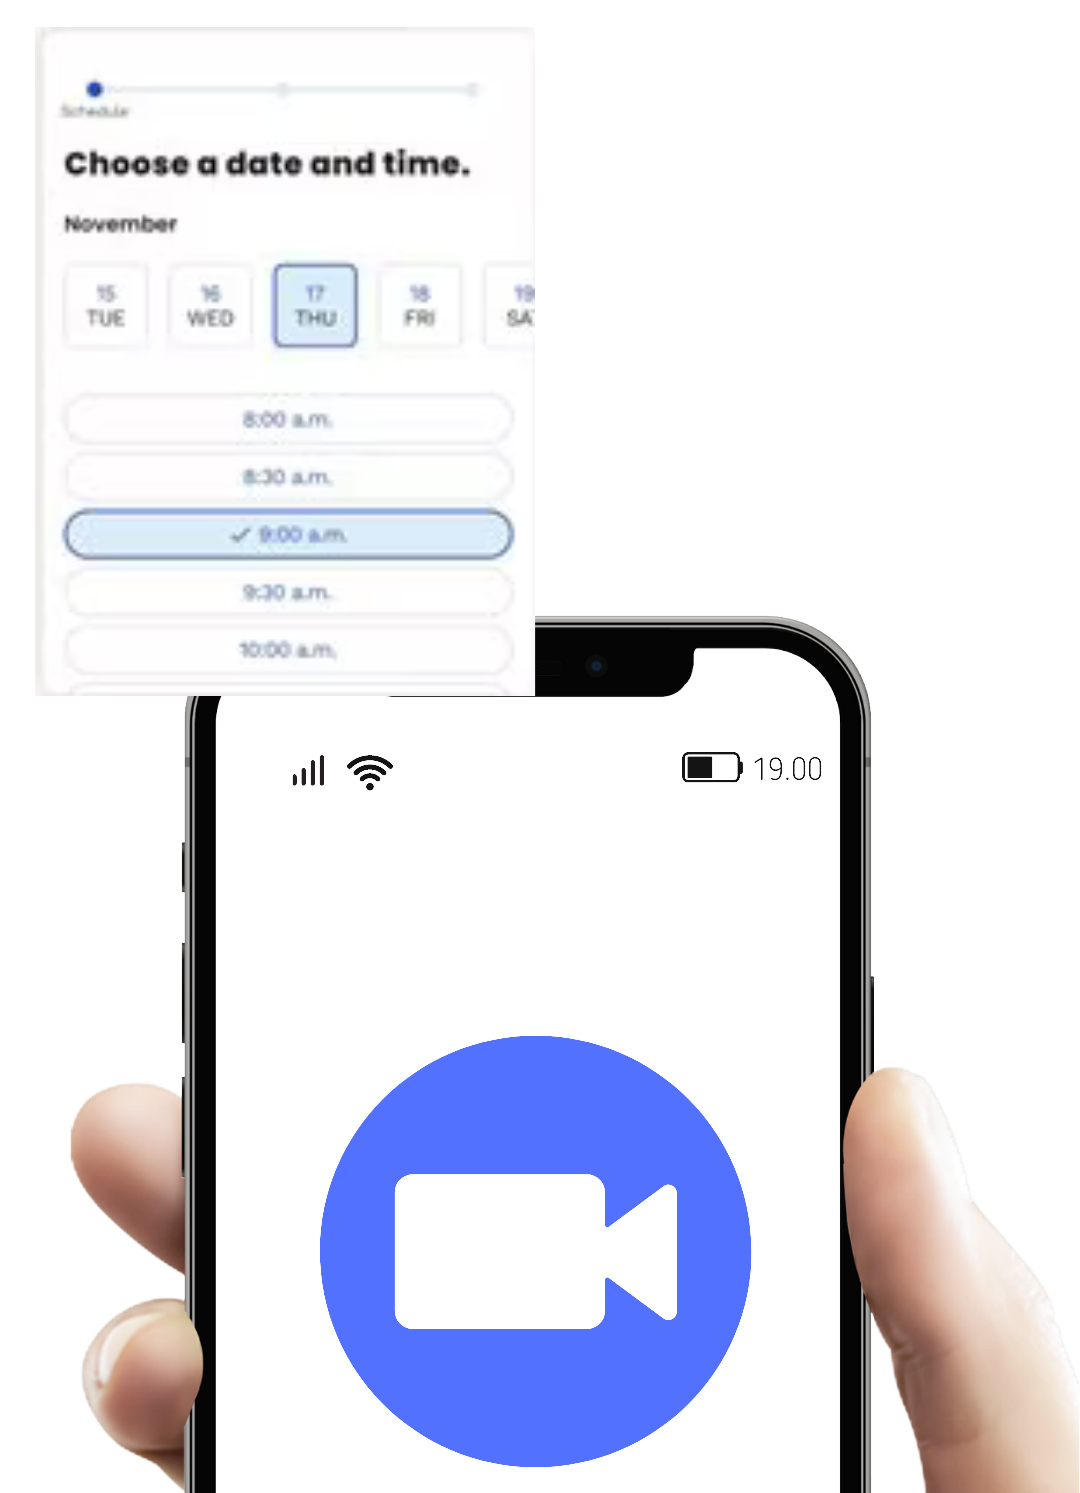 Schedule
Choose a date and time.
November
15 16 17 18 19
TUE WED THU FRI SA
8:00 a.m.
8:30 a.m.
✓ 9:00 a.m.
9:30 a.m.
10:00 a.m.
19.00